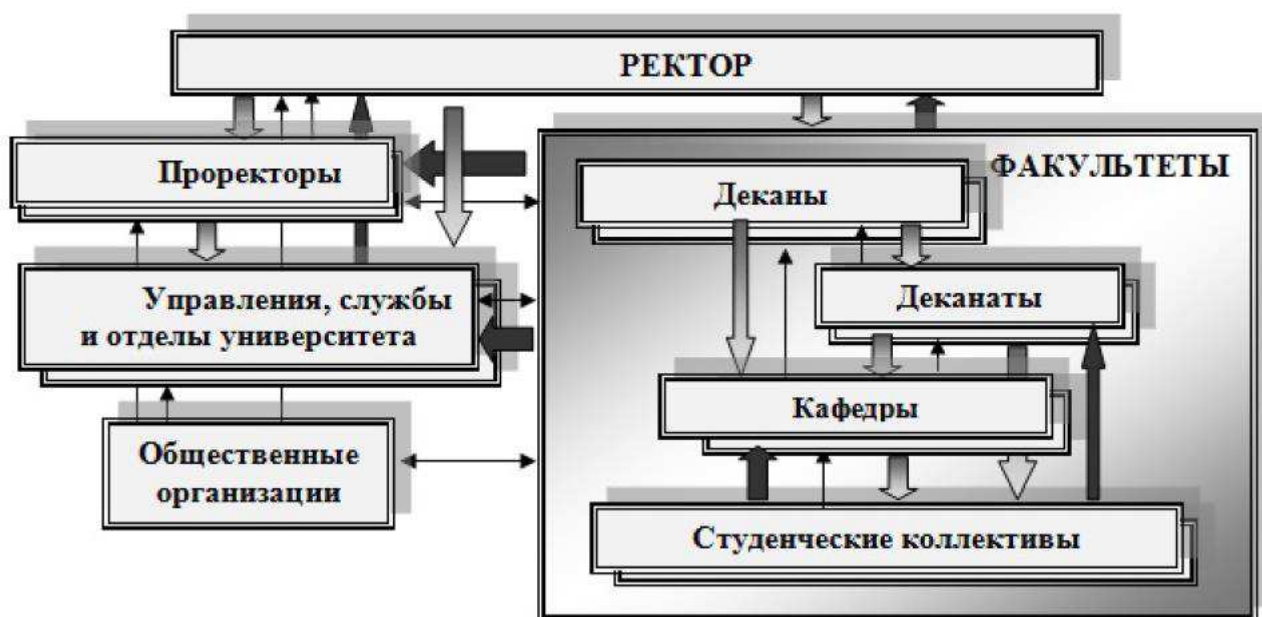 РЕКТОР
Проректоры
Управления, службы
и отделы университета
Общественные
организации
ФАКУЛЬТЕТЫ
Деканы
Деканаты
Кафедры
Студенческие коллективы